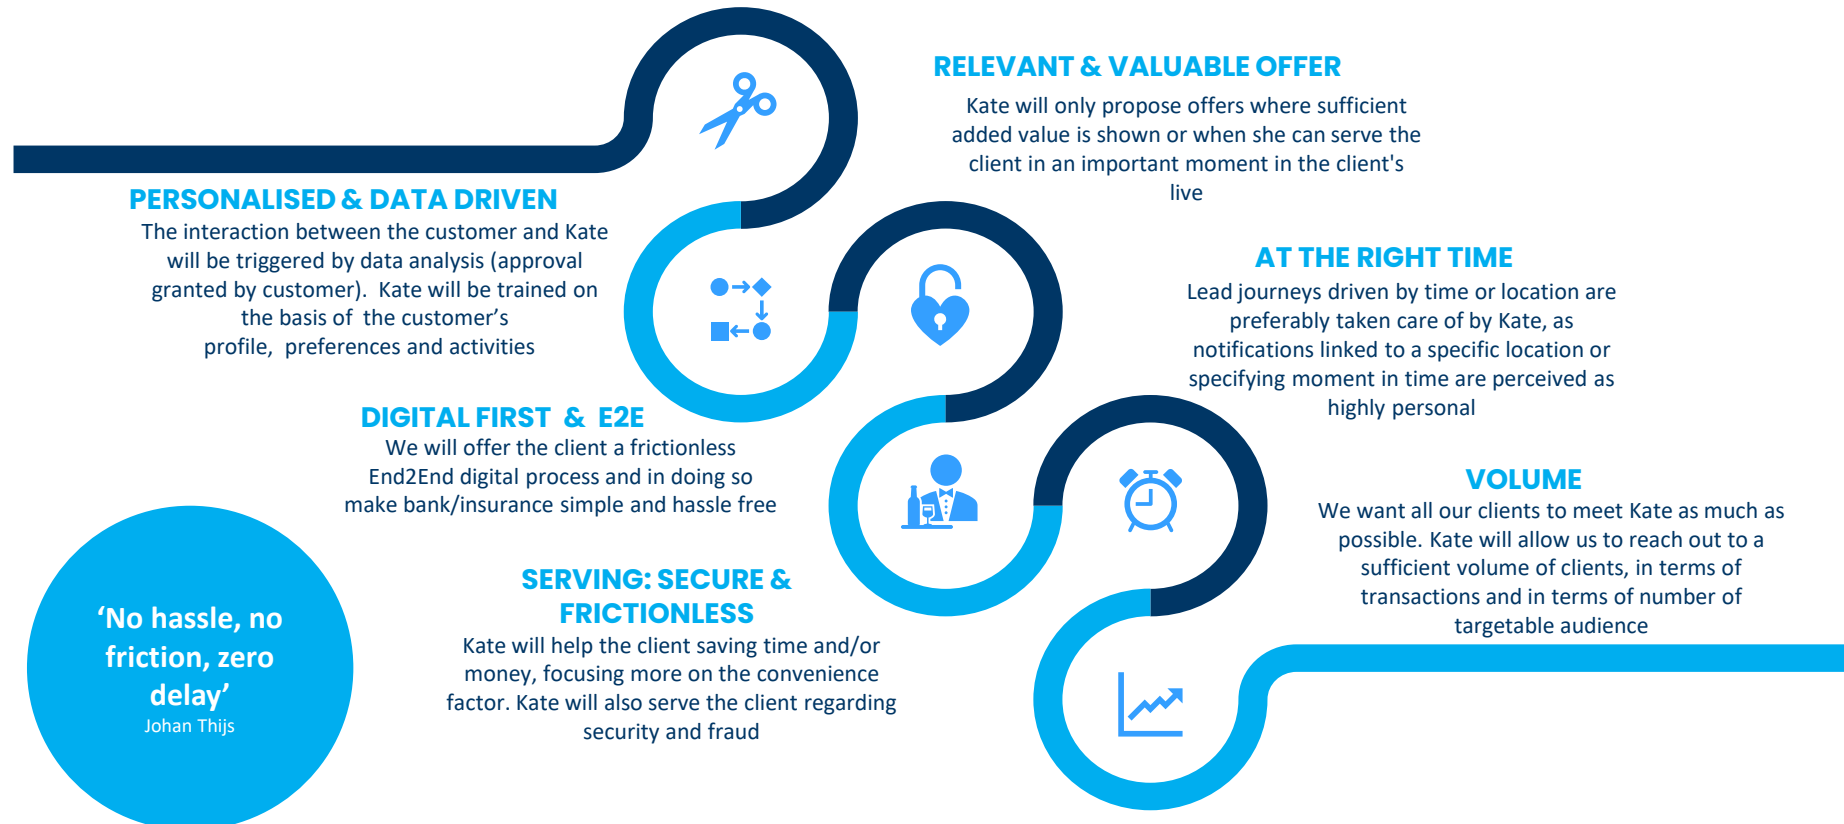 PERSONALISED & DATA DRIVEN
The interaction between the customer and Kate
will be triggered by data analysis (approval
granted by customer). Kate will be trained on
the basis of the customer’s
profile, preferences and activities
RELEVANT & VALUABLE OFFER
Kate will only propose offers where sufficient
added value is shown or when she can serve the
client in an important moment in the client's
live
DIGITAL FIRST & E2E
We will offer the client a frictionless
End2End digital process and in doing so
make bank/insurance simple and hassle free
AT THE RIGHT TIME
Lead journeys driven by time or location are
preferably taken care of by Kate, as
notifications linked to a specific location or
specifying moment in time are perceived as
highly personal
SERVING: SECURE &
FRICTIONLESS
Kate will help the client saving time and/or
money, focusing more on the convenience
factor. Kate will also serve the client regarding
security and fraud
VOLUME
We want all our clients to meet Kate as much as
possible. Kate will allow us to reach out to a
sufficient volume of clients, in terms of
transactions and in terms of number of
targetable audience
‘No hassle, no
friction, zero
delay’
Johan Thijs